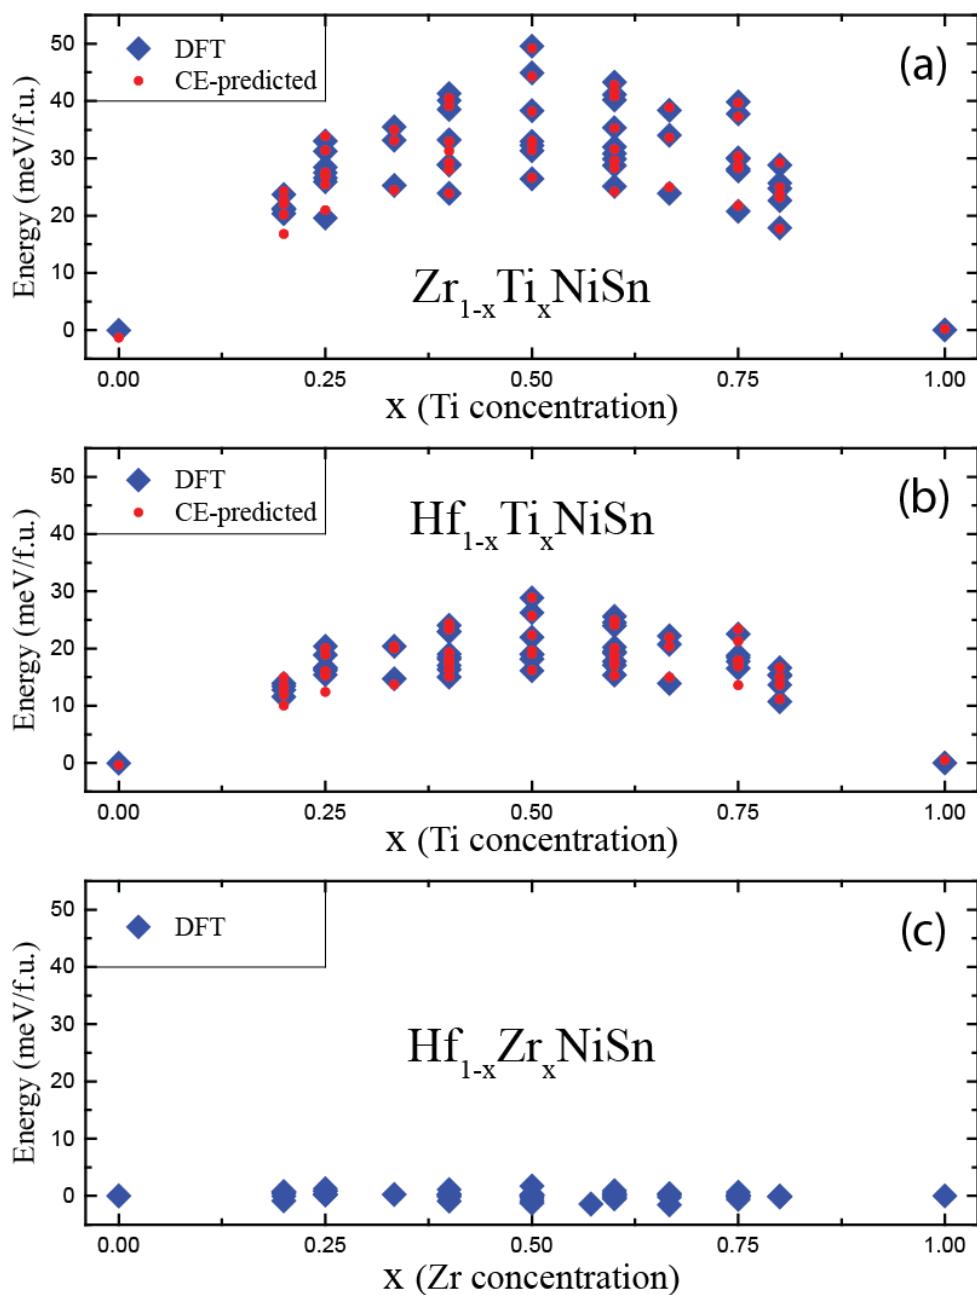 50
40
30
20
10
0
Energy (meV/f.u.)
DFT
CE-predicted
(a)
Zr1-xTixNiSn
0.00 0.25 0.50 0.75 1.00
x (Ti concentration)
50
40
30
20
10
0
Energy (meV/f.u.)
DFT
CE-predicted
(b)
Hf1-xTixNiSn
0.00 0.25 0.50 0.75 1.00
x (Ti concentration)
50
40
30
20
10
0
Energy (meV/f.u.)
DFT
(c)
Hf1-xZrxNiSn
0.00 0.25 0.50 0.75 1.00
x (Zr concentration)